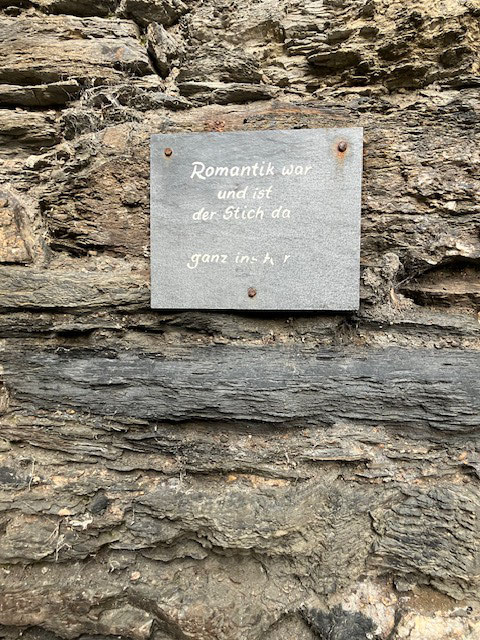 Romantik war
und ist
der Stich da
ganz